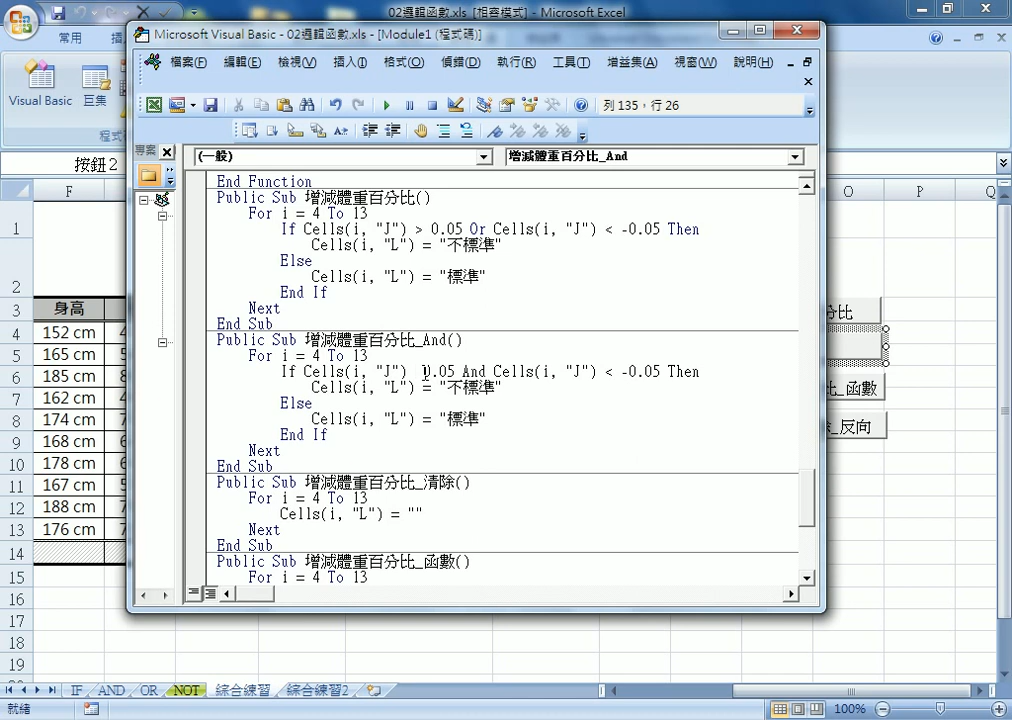 02邏輯函數.xls [相容模式] - Microsoft Excel
Microsoft Visual Basic - 02邏輯函數.xls - [Module1 (程式碼)]
常用
檔案(F) 編輯(E) 檢視(V) 插入(I) 格式(O) 偵錯(D) 執行(R) 工具(T) 增益集(A) 視窗(W) 說明(H)
Visual Basic 巨集
列 135，行 26
專案
按鈕 2
(一般) 增減體重百分比_And
F O P Q
End Function
Public Sub 增減體重百分比()
For i = 4 To 13
If Cells(i, "J") > 0.05 Or Cells(i, "J") < -0.05 Then
Cells(i, "L") = "不標準"
Else
Cells(i, "L") = "標準"
End If
Next
End Sub
Public Sub 增減體重百分比_And()
For i = 4 To 13
If Cells(i, "J") 0.05 And Cells(i, "J") < -0.05 Then
Cells(i, "L") = "不標準"
Else
Cells(i, "L") = "標準"
End If
Next
End Sub
Public Sub 增減體重百分比_清除()
For i = 4 To 13
Cells(i, "L") = ""
Next
End Sub
Public Sub 增減體重百分比_函數()
For i = 4 To 13
1
2
3 身高
4 152 cm
5 165 cm
6 185 cm
7 162 cm
8 174 cm
9 168 cm
10 178 cm
11 167 cm
12 188 cm
13 176 cm
14
15
16
17
18
19
分比
比_函數
_反向
IF AND OR NOT 綜合練習 綜合練習2
就緒 100%